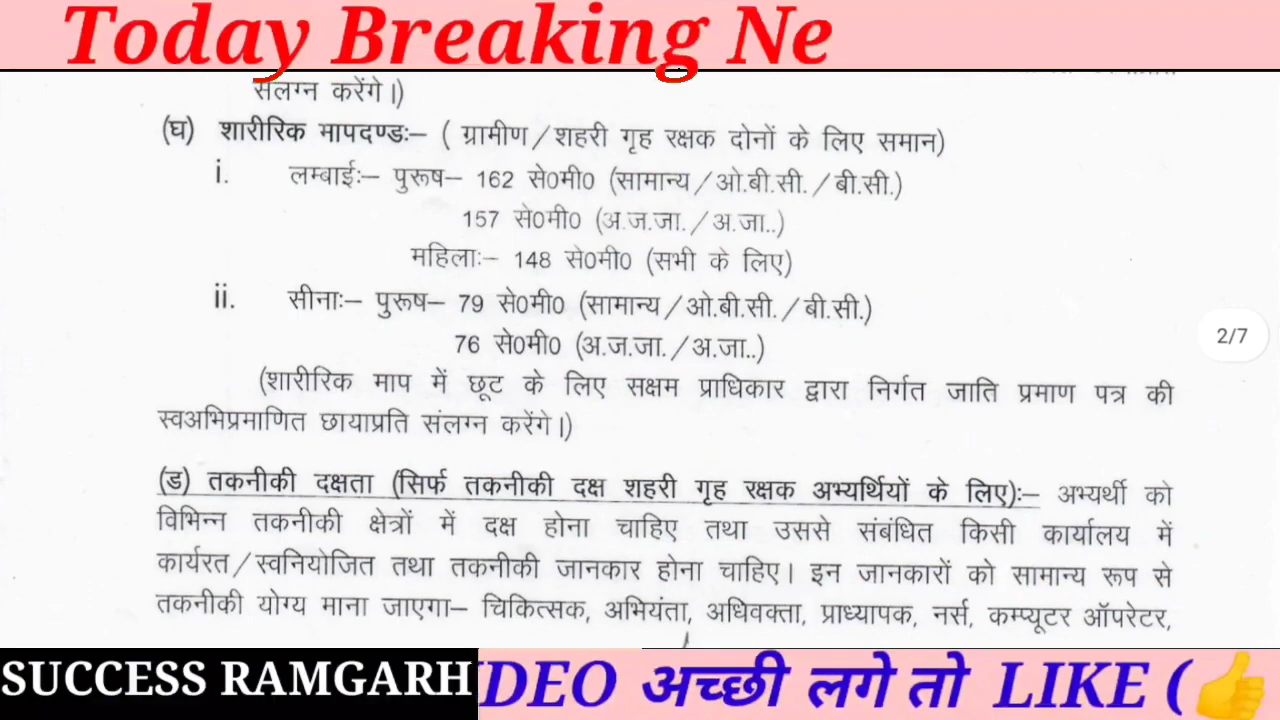 Today Breaking Ne
संलग्न करेंगे।)
(घ) शारीरिक मापदण्डः– ( ग्रामीण/शहरी गृह रक्षक दोनों के लिए समान)
i. लम्बाईः– पुरूष– 162 से0मी0 (सामान्य/ओ.बी.सी./बी.सी.)
157 से0मी0 (अ.ज.जा./अ.जा..)
महिलाः– 148 से0मी0 (सभी के लिए)
ii. सीनाः– पुरूष– 79 से0मी0 (सामान्य/ओ.बी.सी./बी.सी.)
76 से0मी0 (अ.ज.जा./अ.जा..)
2/7
(शारीरिक माप में छूट के लिए सक्षम प्राधिकार द्वारा निर्गत जाति प्रमाण पत्र की
स्वअभिप्रमाणित छायाप्रति संलग्न करेंगे।)
(ड) तकनीकी दक्षता (सिर्फ तकनीकी दक्ष शहरी गृह रक्षक अभ्यर्थियों के लिए)ः– अभ्यर्थी को
विभिन्न तकनीकी क्षेत्रों में दक्ष होना चाहिए तथा उससे संबंधित किसी कार्यालय में
कार्यरत/स्वनियोजित तथा तकनीकी जानकार होना चाहिए। इन जानकारों को सामान्य रूप से
तकनीकी योग्य माना जाएगा– चिकित्सक, अभियंता, अधिवक्ता, प्राध्यापक, नर्स, कम्प्यूटर ऑपरेटर,
SUCCESS RAMGARH
IDEO अच्छी लगे तो LIKE (👍